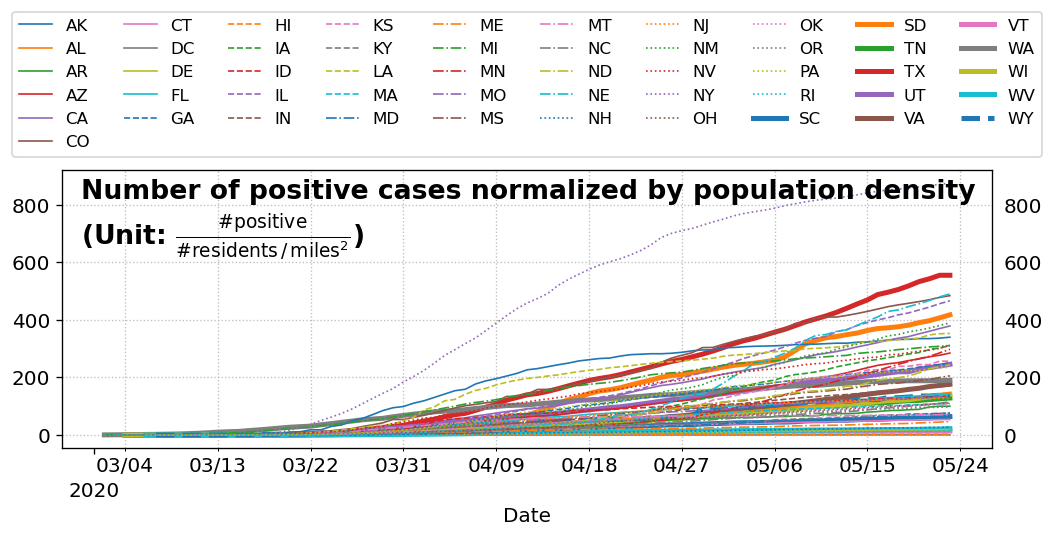 AK CT HI KS ME MT NJ OK SD VT
AL DC IA KY MI NC NM OR TN WA
AR DE ID LA MN ND NV PA TX WI
AZ FL IL MA MO NE NY RI UT WV
CA GA IN MD MS NH OH SC VA WY
CO
Number of positive cases normalized by population density
(Unit: #positive / #residents / miles²)
800 800
600 600
400 400
200 200
0 0
03/04 03/13 03/22 03/31 04/09 04/18 04/27 05/06 05/15 05/24
2020
Date